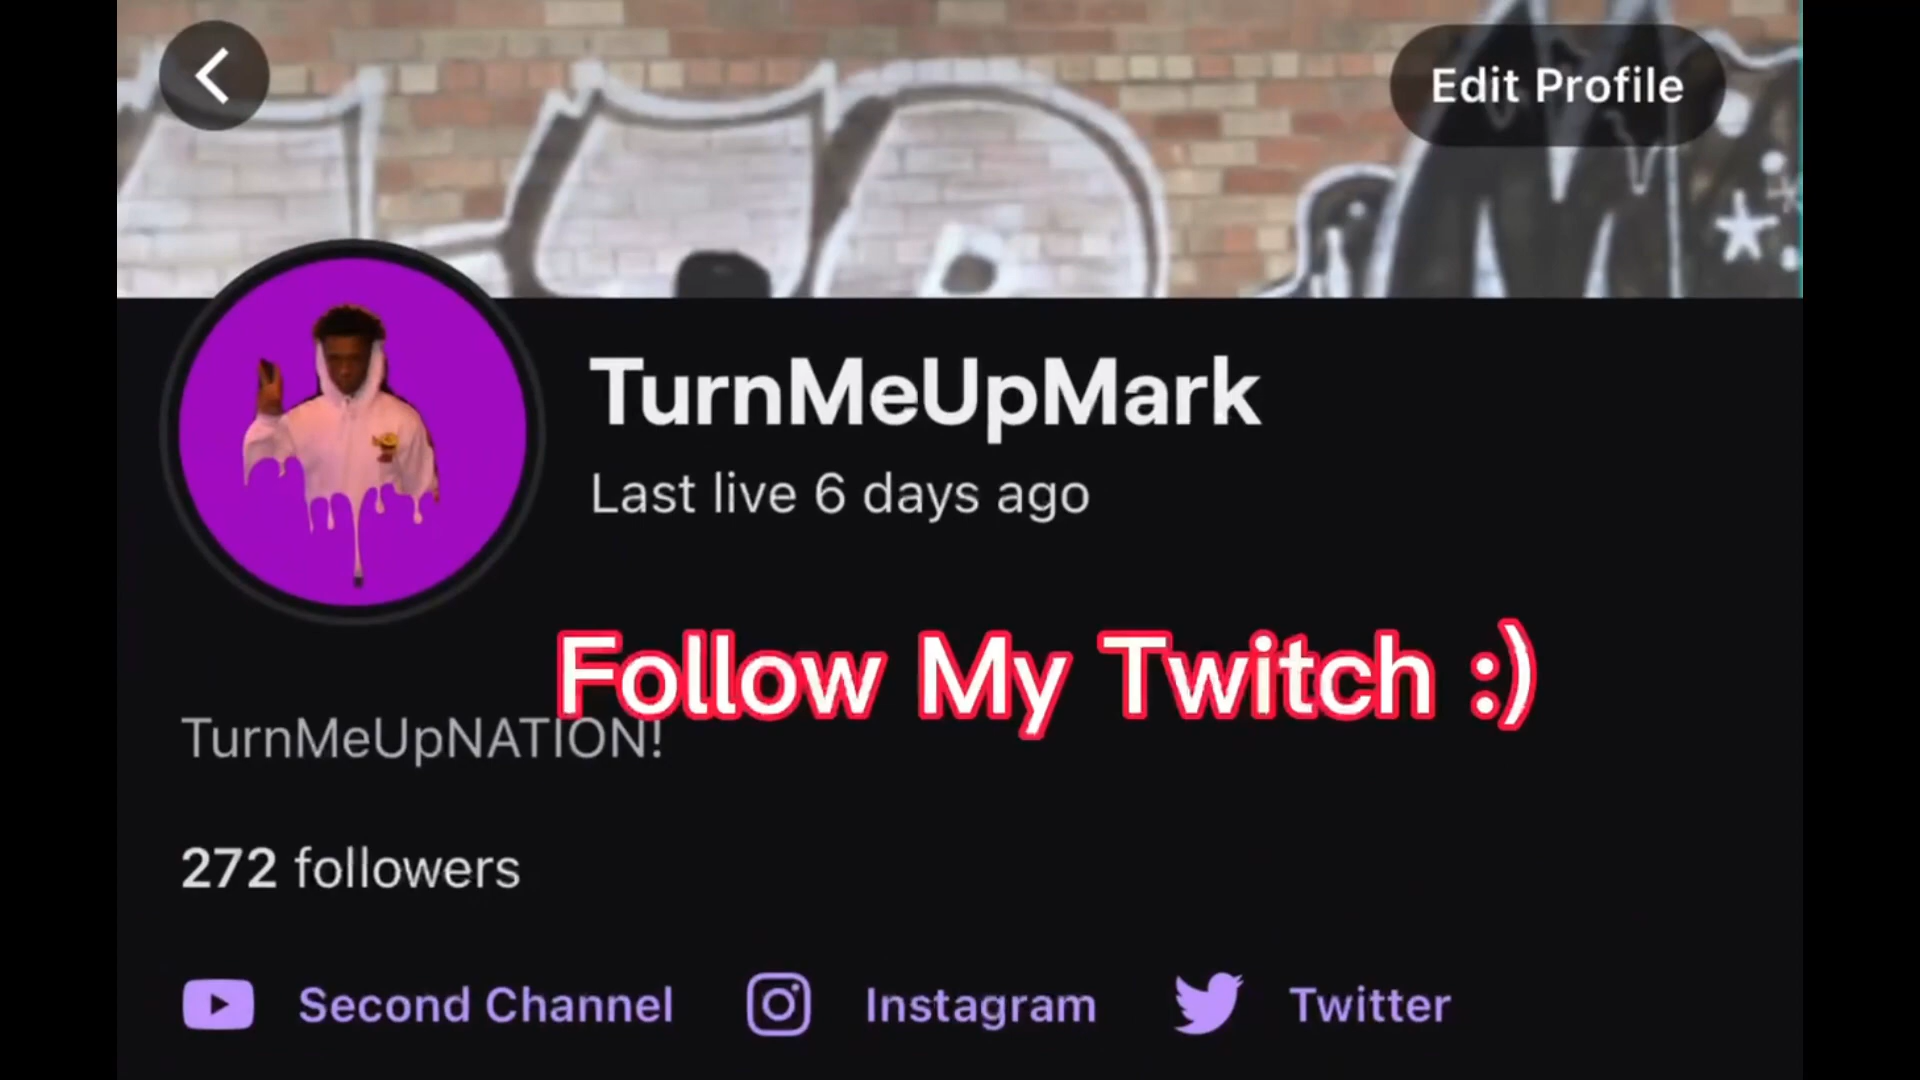 Edit Profile
TurnMeUpMark
Last live 6 days ago
Follow My Twitch :)
TurnMeUpNATION!
272 followers
Second Channel Instagram Twitter